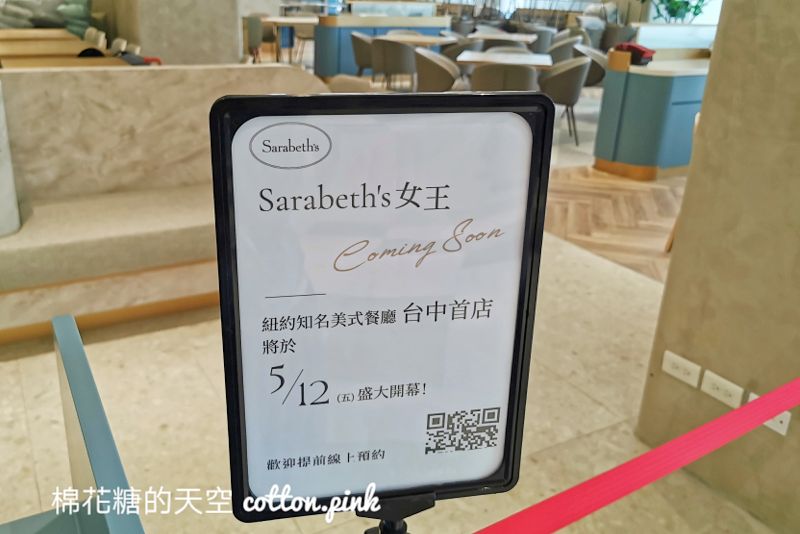 Sarabeth's
Sarabeth's女王
Coming Soon
紐約知名美式餐廳 台中首店
將於
5/12 (五) 盛大開幕!
歡迎提前線上預約
棉花糖的天空 cotton.pink